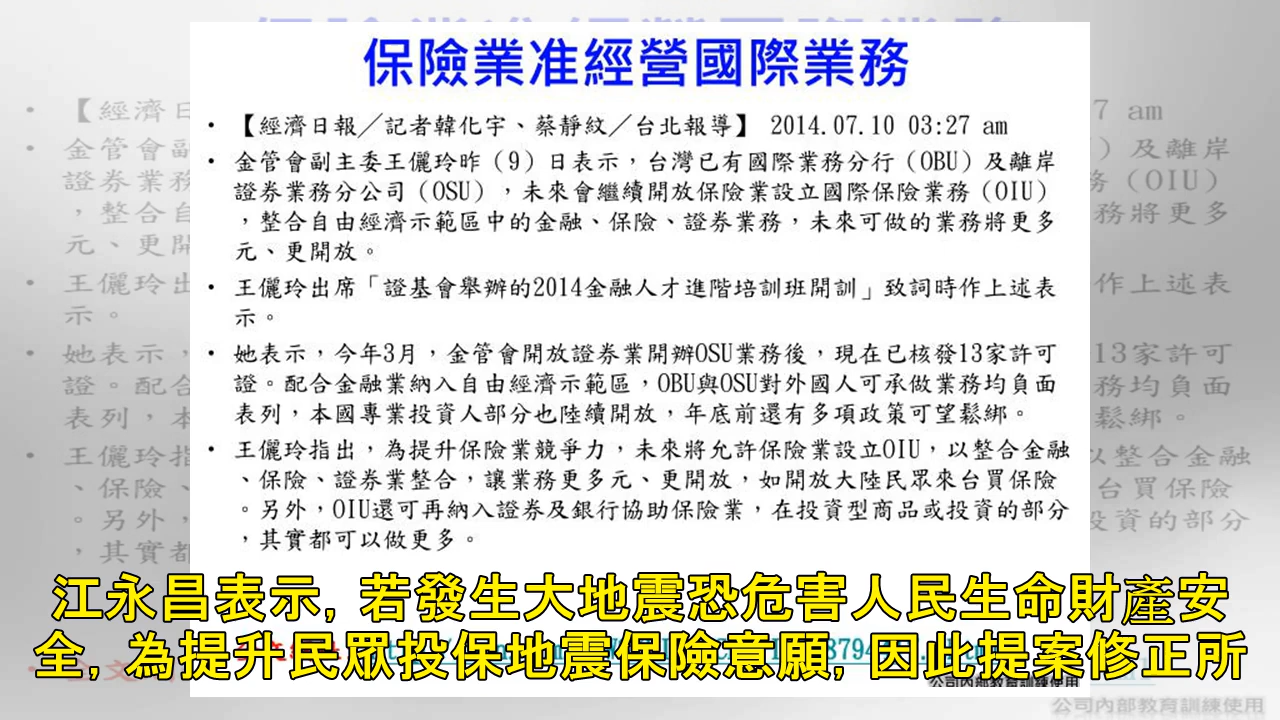 保險業准經營國際業務
• 【經濟日報╱記者韓化宇、蔡靜紋╱台北報導】 2014.07.10 03:27 am
• 金管會副主委王儷玲昨（9）日表示，台灣已有國際業務分行（OBU）及離岸
證券業務分公司（OSU），未來會繼續開放保險業設立國際保險業務（OIU）
，整合自由經濟示範區中的金融、保險、證券業務，未來可做的業務將更多
元、更開放。
• 王儷玲出席「證基會舉辦的2014金融人才進階培訓班開訓」致詞時作上述表
示。
• 她表示，今年3月，金管會開放證券業開辦OSU業務後，現在已核發13家許可
證。配合金融業納入自由經濟示範區，OBU與OSU對外國人可承做業務均負面
表列，本國專業投資人部分也陸續開放，年底前還有多項政策可望鬆綁。
• 王儷玲指出，為提升保險業競爭力，未來將允許保險業設立OIU，以整合金融
、保險、證券業整合，讓業務更多元、更開放，如開放大陸民眾來台買保險
。另外，OIU還可再納入證券及銀行協助保險業，在投資型商品或投資的部分
，其實都可以做更多。
江永昌表示, 若發生大地震恐危害人民生命財產安
全, 為提升民眾投保地震保險意願, 因此提案修正所
公司內部教育訓練使用
公司內部教育訓練使用